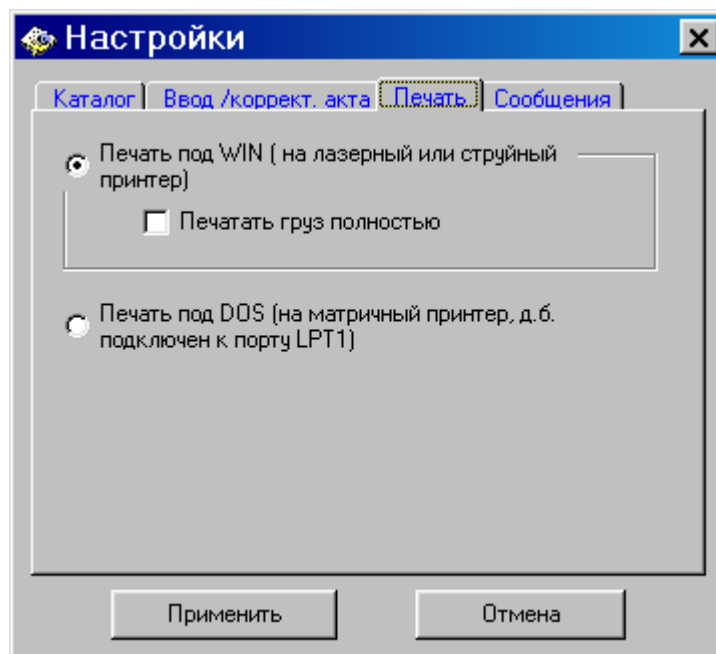 Настройки
Каталог Ввод /коррект. акта Печать Сообщения
Печать под WIN ( на лазерный или струйный
принтер)
Печатать груз полностью
Печать под DOS (на матричный принтер, д.б.
подключен к порту LPT1)
Применить Отмена